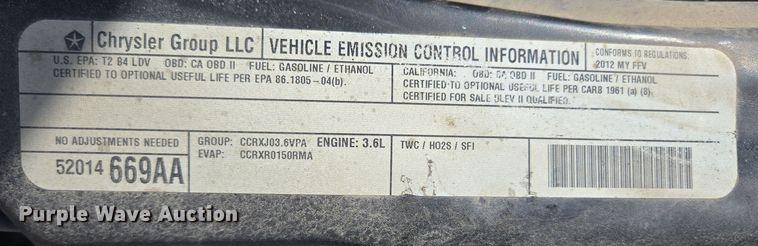 Chrysler Group LLC
VEHICLE EMISSION CONTROL INFORMATION
CONFORMS TO REGULATIONS:
2012 MY FFV
U.S. EPA: T2 B4 LDV OBD: CA OBD II FUEL: GASOLINE / ETHANOL
CERTIFIED TO OPTIONAL USEFUL LIFE PER EPA 86.1805-04(b).
CALIFORNIA: OBD: CA OBD II FUEL: GASOLINE / ETHANOL
CERTIFIED TO OPTIONAL USEFUL LIFE PER CARB 1961 (a) (8).
CERTIFIED FOR SALE ULEV II QUALIFIED.
NO ADJUSTMENTS NEEDED
52014 669AA
GROUP: CCRXJ03.6VPA ENGINE: 3.6L
EVAP: CCRXR0150RMA
TWC / HO2S / SFI
Purple Wave Auction